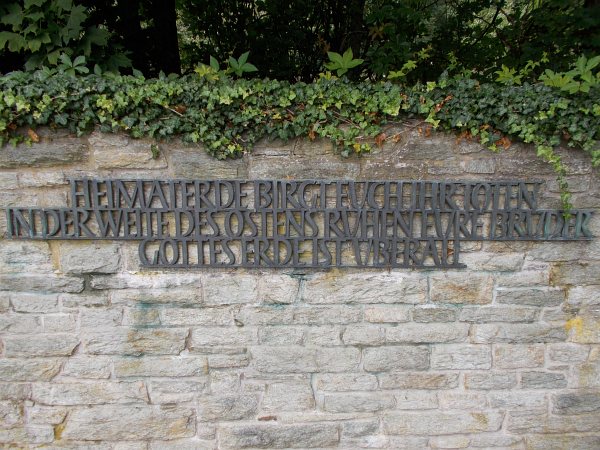 HEIMATERDE BIRGT EUCH IHR TOTEN
IN DER WEITE DES OSTENS RUHEN EURE BRÜDER
GOTTES ERDE IST ÜBERALL